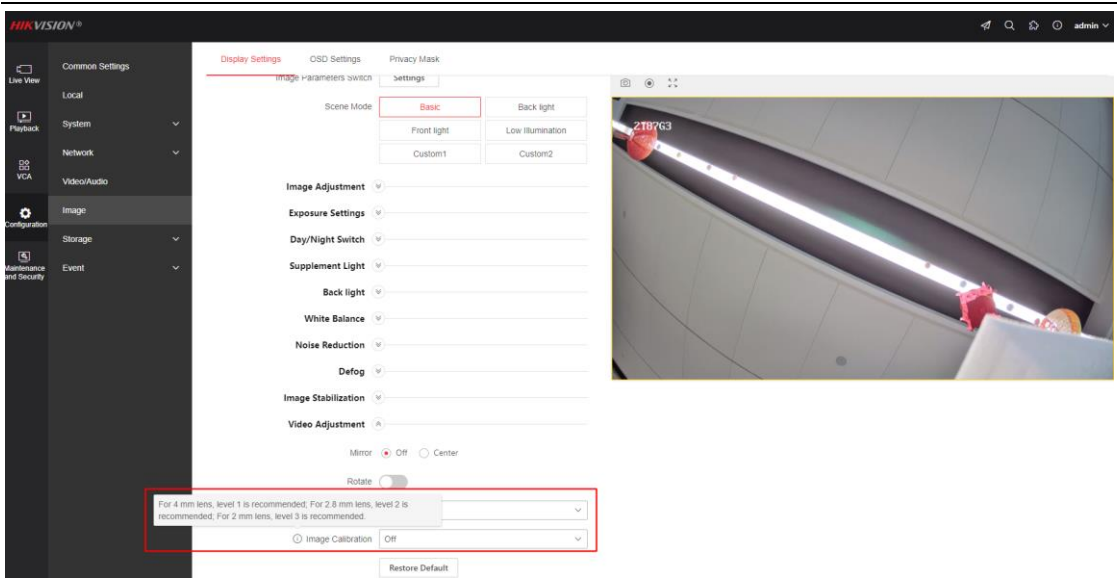 HIKVISION®
admin
Live View
Playback
VCA
Configuration
Maintenance
and Security
Common Settings
Local
System
Network
Video/Audio
Image
Storage
Event
Display Settings
OSD Settings
Privacy Mask
Image Parameters Switch
Settings
Scene Mode
Basic
Back light
Front light
Low Illumination
Custom1
Custom2
Image Adjustment
Exposure Settings
Day/Night Switch
Supplement Light
Back light
White Balance
Noise Reduction
Defog
Image Stabilization
Video Adjustment
Mirror
Off
Center
Rotate
For 4 mm lens, level 1 is recommended; For 2.8 mm lens, level 2 is
recommended; For 2 mm lens, level 3 is recommended.
Image Calibration
Off
Restore Default
2T87G3